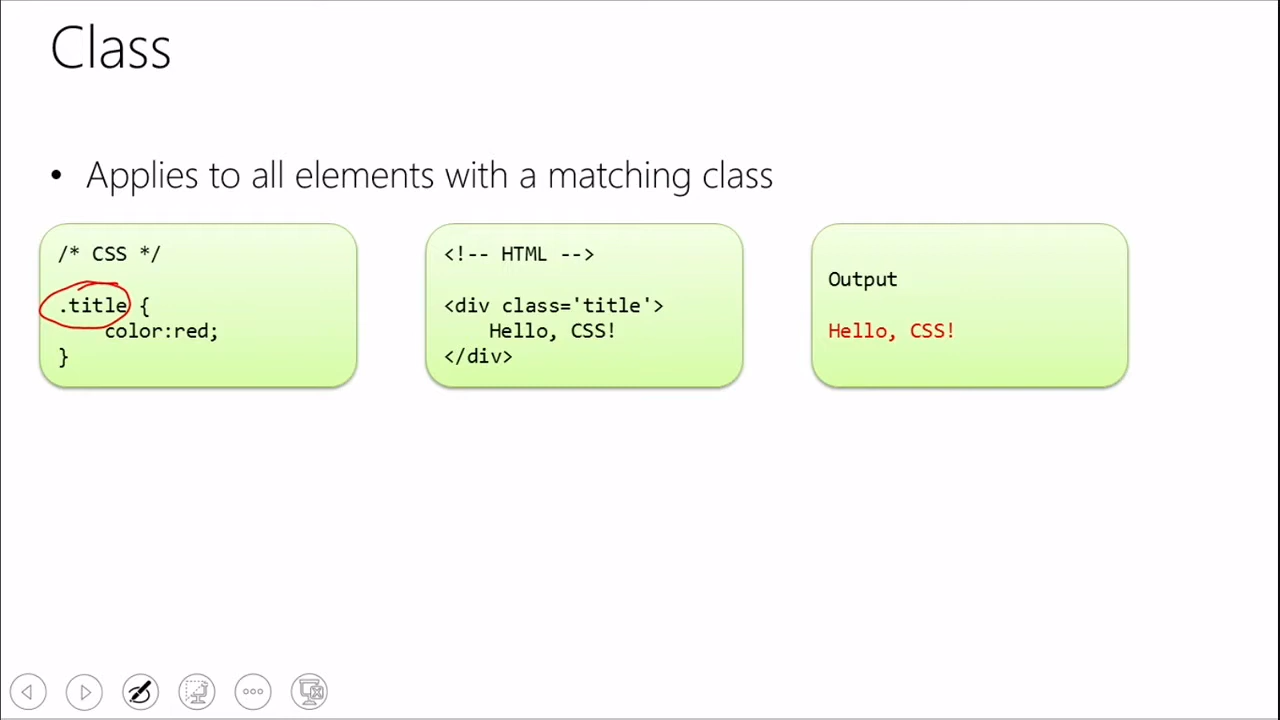 Class
• Applies to all elements with a matching class
/* CSS */
.title {
color:red;
}
<!-- HTML -->
<div class='title'>
Hello, CSS!
</div>
Output
Hello, CSS!